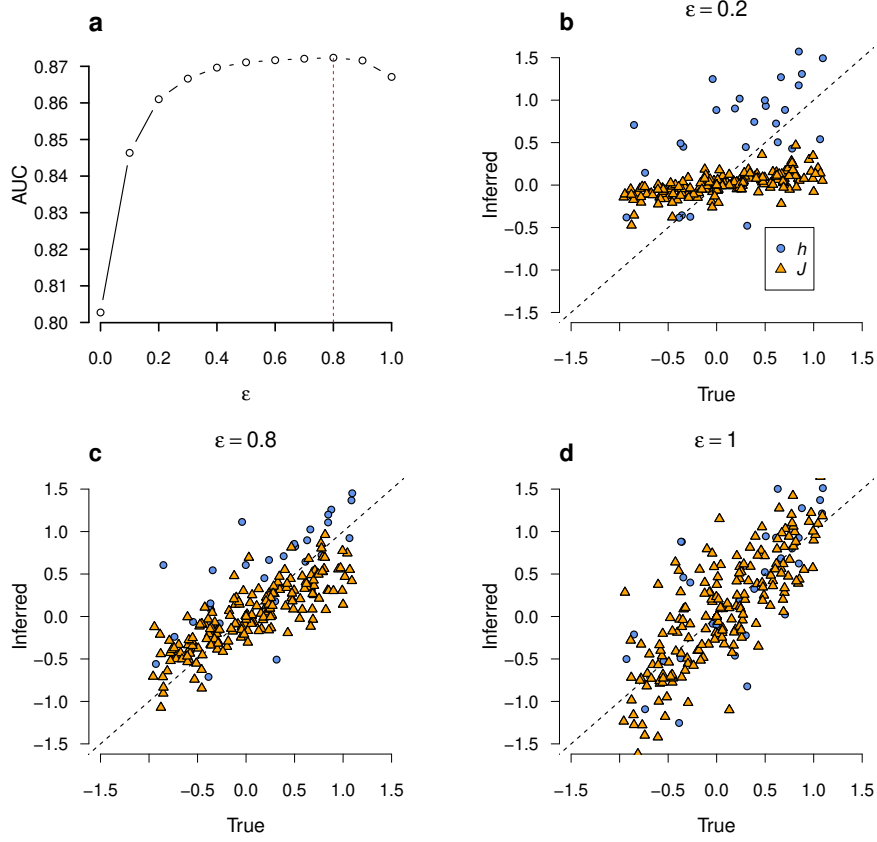 a
0.87
0.86
0.85
0.84
0.83
0.82
0.81
0.80
AUC
0.0 0.2 0.4 0.6 0.8 1.0
ε
b
ε = 0.2
1.5
1.0
0.5
0.0
−0.5
−1.0
−1.5
Inferred
h
J
−1.5 −0.5 0.0 0.5 1.0 1.5
True
c
ε = 0.8
1.5
1.0
0.5
0.0
−0.5
−1.0
−1.5
Inferred
−1.5 −0.5 0.0 0.5 1.0 1.5
True
d
ε = 1
1.5
1.0
0.5
0.0
−0.5
−1.0
−1.5
Inferred
−1.5 −0.5 0.0 0.5 1.0 1.5
True